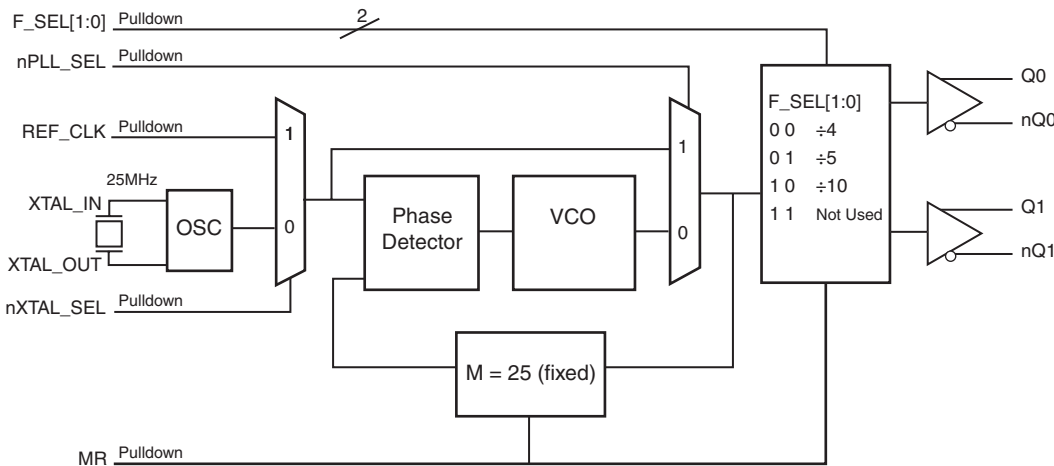 F_SEL[1:0] Pulldown 2
nPLL_SEL Pulldown
REF_CLK Pulldown
1
25MHz
XTAL_IN
OSC
0
XTAL_OUT
nXTAL_SEL Pulldown
Phase
Detector
VCO
1
0
M = 25 (fixed)
MR Pulldown
F_SEL[1:0]
0 0 ÷4
0 1 ÷5
1 0 ÷10
1 1 Not Used
Q0
nQ0
Q1
nQ1